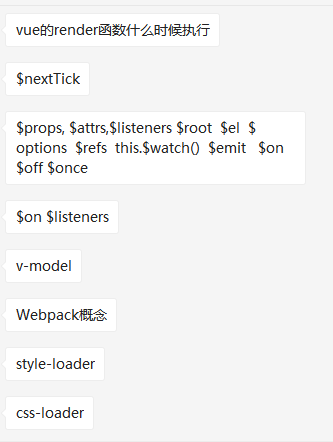 vue的render函数什么时候执行
$nextTick
$props, $attrs,$listeners $root  $el  $
options  $refs  this.$watch()  $emit   $on
$off $once
$on $listeners
v-model
Webpack概念
style-loader
css-loader